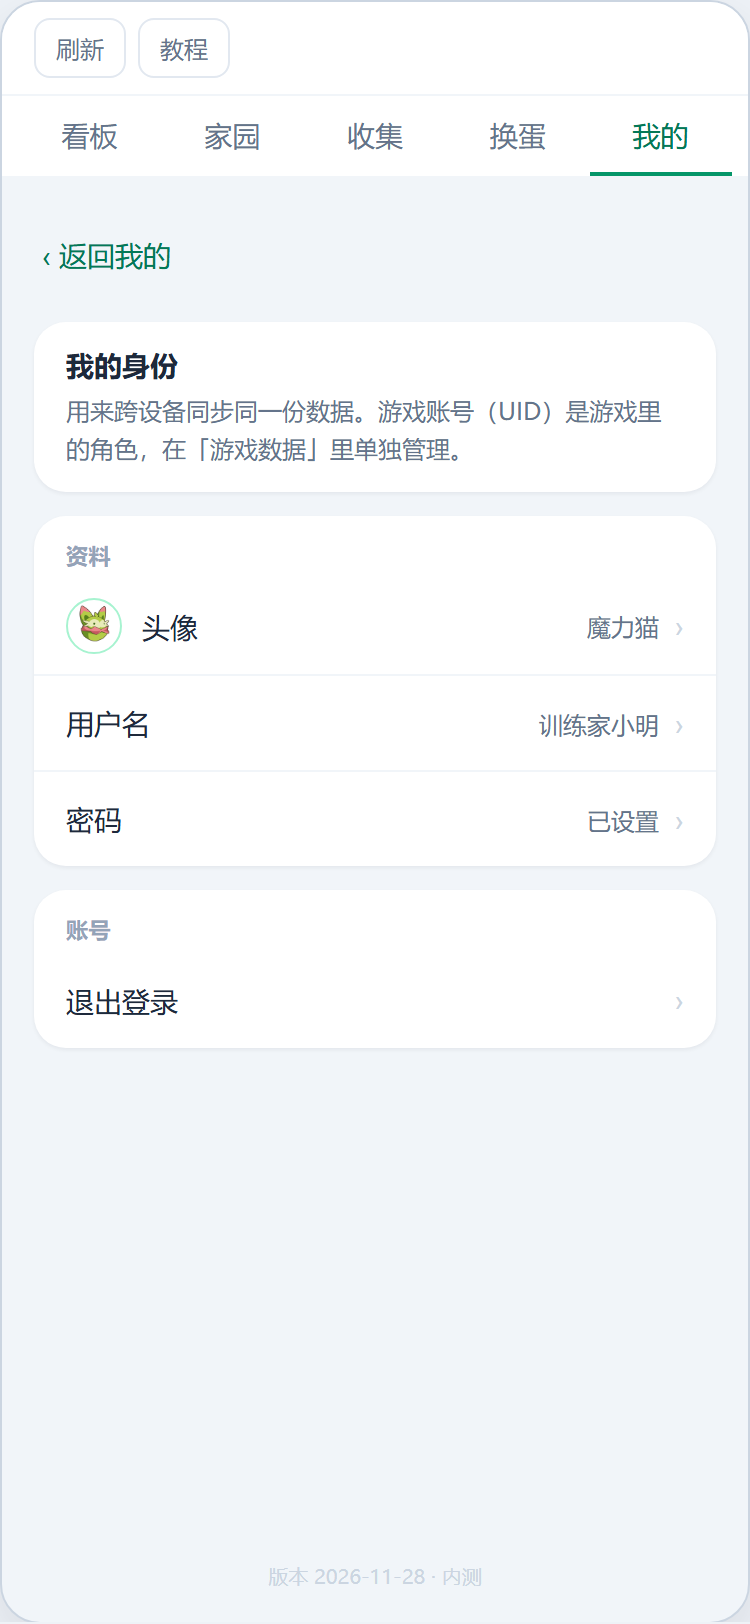 刷新 教程
看板 家园 收集 换蛋 我的
‹ 返回我的
我的身份
用来跨设备同步同一份数据。游戏账号（UID）是游戏里
的角色，在「游戏数据」里单独管理。
资料
头像 魔力猫 ›
用户名 训练家小明 ›
密码 已设置 ›
账号
退出登录 ›
版本 2026-11-28 · 内测